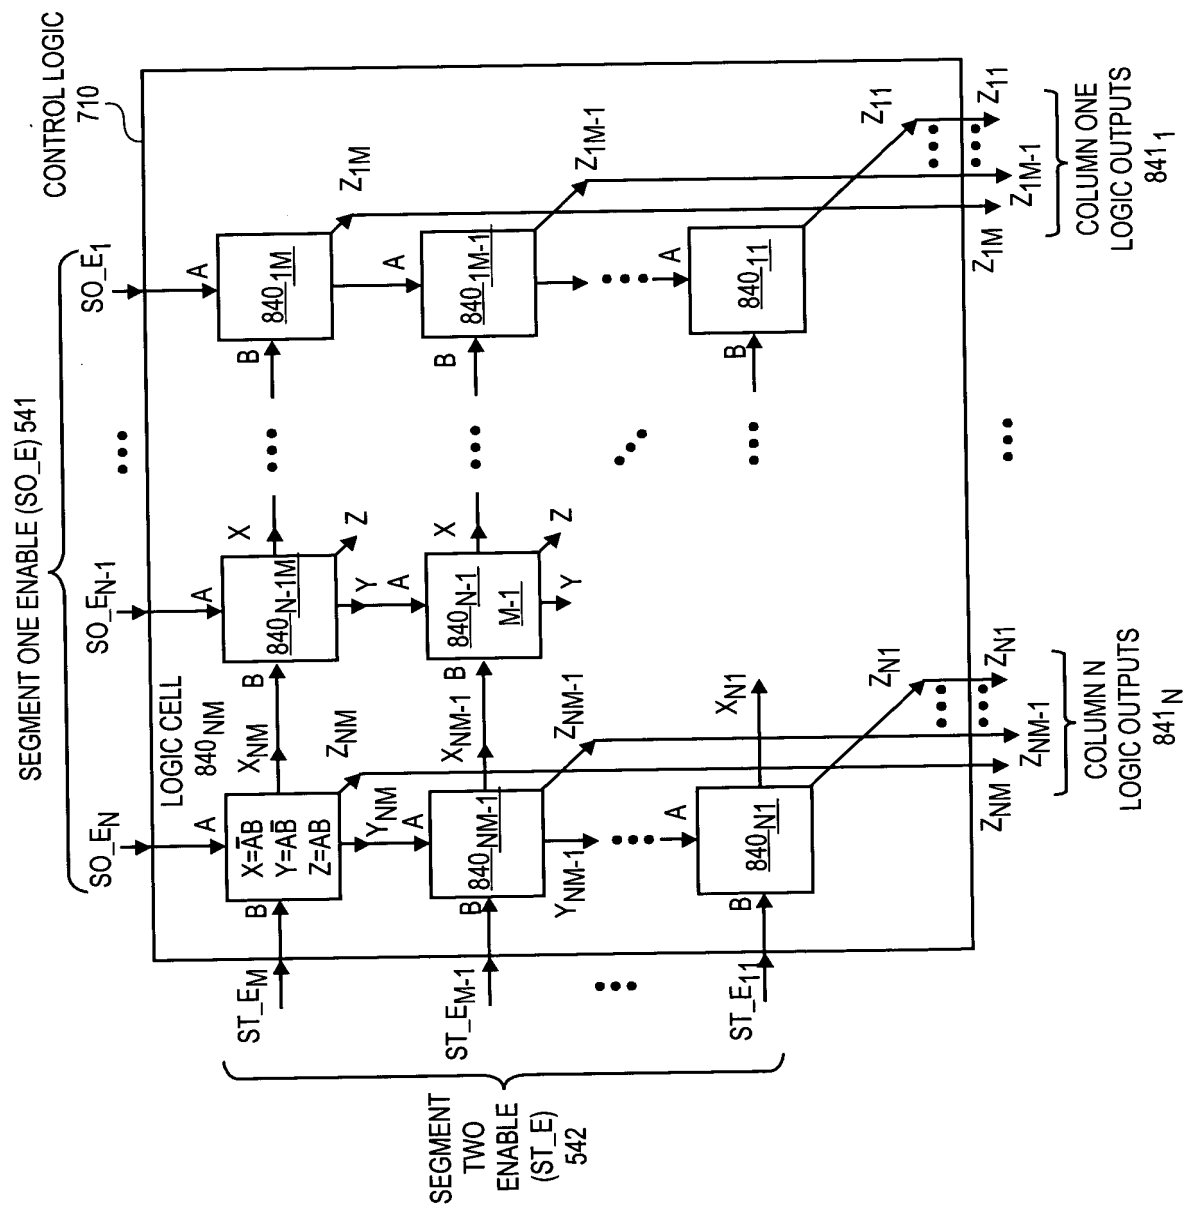 CONTROL LOGIC
710
SEGMENT ONE ENABLE (SO_E) 541
SO_EN
SO_EN-1
•••
SO_E1
LOGIC CELL
840NM
A
A
A
B
X=A̅B
Y=AB̅
Z=AB
XNM
B
840N-1M
X
•••
B
8401M
ZNM
YNM
Z
Y
Z1M
A
A
A
B
840NM-1
XNM-1
B
840N-1
M-1
X
•••
B
8401M-1
ZNM-1
YNM-1
Z
Y
Z1M-1
•••
•••
•••
A
A
B
840N1
XN1
•••
B
84011
ZN1
Z11
•••
•••
ST_EM
ST_EM-1
•••
ST_E11
SEGMENT
TWO
ENABLE
(ST_E)
542
•••
•••
ZNM
ZNM-1
ZN1
•••
Z1M
Z1M-1
Z11
COLUMN N
LOGIC OUTPUTS
841N
COLUMN ONE
LOGIC OUTPUTS
8411